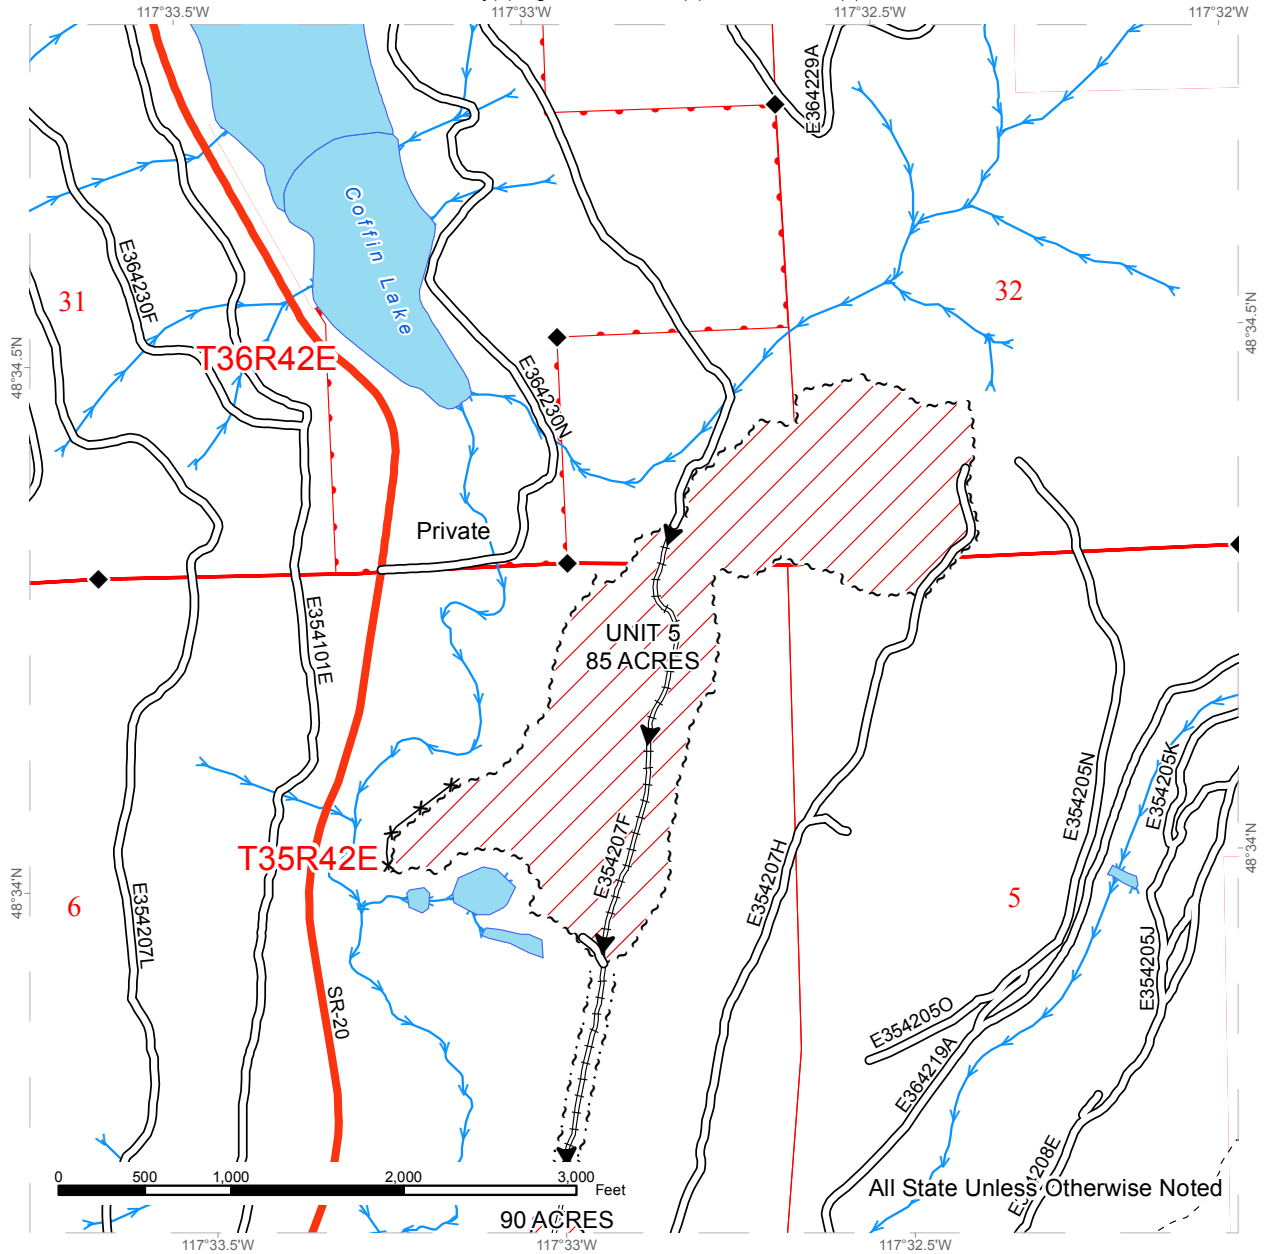 117°33.5'W
117°33'W
117°32.5'W
117°32'W
E364229A
Coffin Lake
E364230F
31
32
T36R42E
48°34.5'N
48°34.5'N
E364230N
Private
E354101E
UNIT 5
85 ACRES
E354205N
E354205K
E354207F
E354207H
T35R42E
48°34'N
48°34'N
6
5
E354207L
E354205J
SR-20
E354205O
E364219A
0 500 1,000 2,000 3,000
Feet
All State Unless Otherwise Noted
90 ACRES
117°33.5'W
117°33'W
117°32.5'W